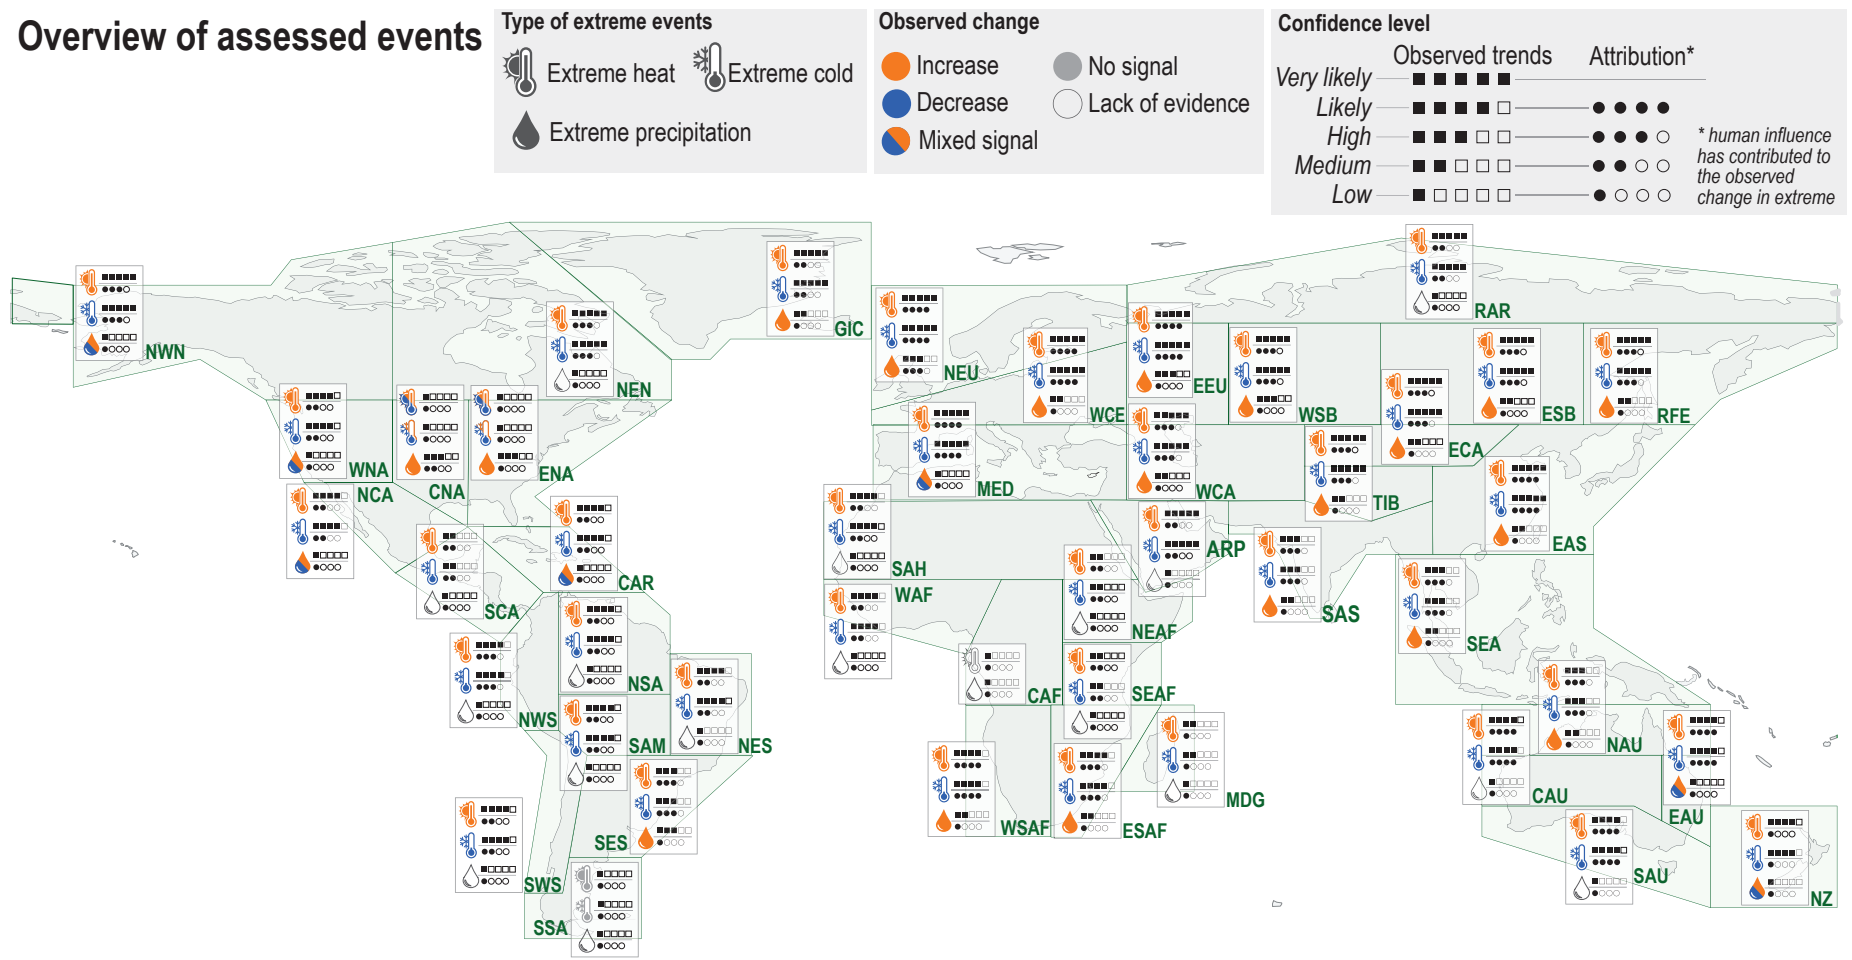 Overview of assessed events
Type of extreme events
Extreme heat
Extreme cold
Extreme precipitation
Observed change
Increase
No signal
Decrease
Lack of evidence
Mixed signal
Confidence level
Observed trends
Attribution*
Very likely
Likely
High
Medium
Low
* human influence
has contributed to
the observed
change in extreme
RAR
GIC
NWN
NEN
NEU
EEU
WCE
WSB
ESB
RFE
ECA
WNA
CNA
ENA
NCA
MED
WCA
TIB
EAS
ARP
SAH
CAR
SCA
WAF
SAS
NEAF
SEA
NSA
CAF
SEAF
NWS
SAM
NES
NAU
MDG
CAU
WSAF
ESAF
EAU
SES
SWS
SAU
NZ
SSA